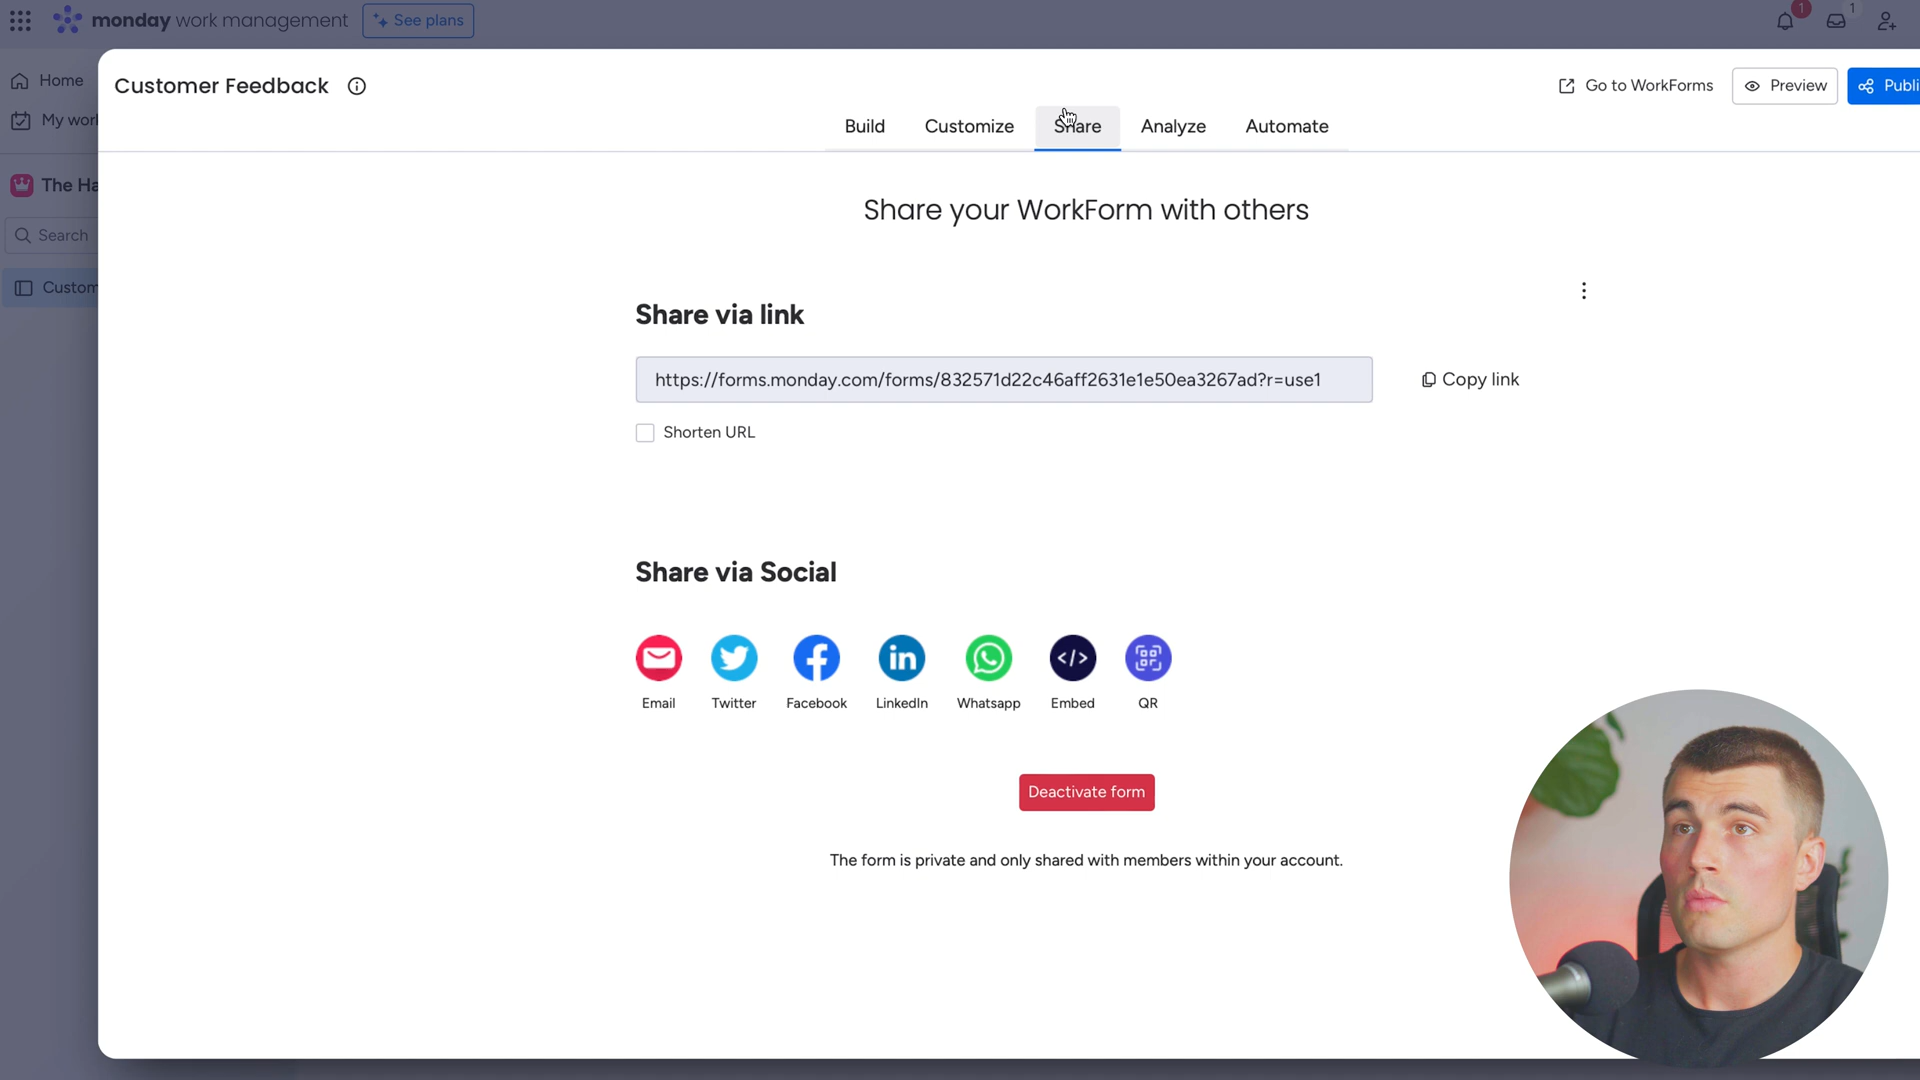 monday work management
See plans
1
1
Home
My work
The Ha
Search
Custom
Customer Feedback
Go to WorkForms
Preview
Publi
Build
Customize
Share
Analyze
Automate
Share your WorkForm with others
Share via link
https://forms.monday.com/forms/832571d22c46aff2631e1e50ea3267ad?r=use1
Copy link
Shorten URL
Share via Social
Email
Twitter
Facebook
LinkedIn
Whatsapp
Embed
QR
Deactivate form
The form is private and only shared with members within your account.